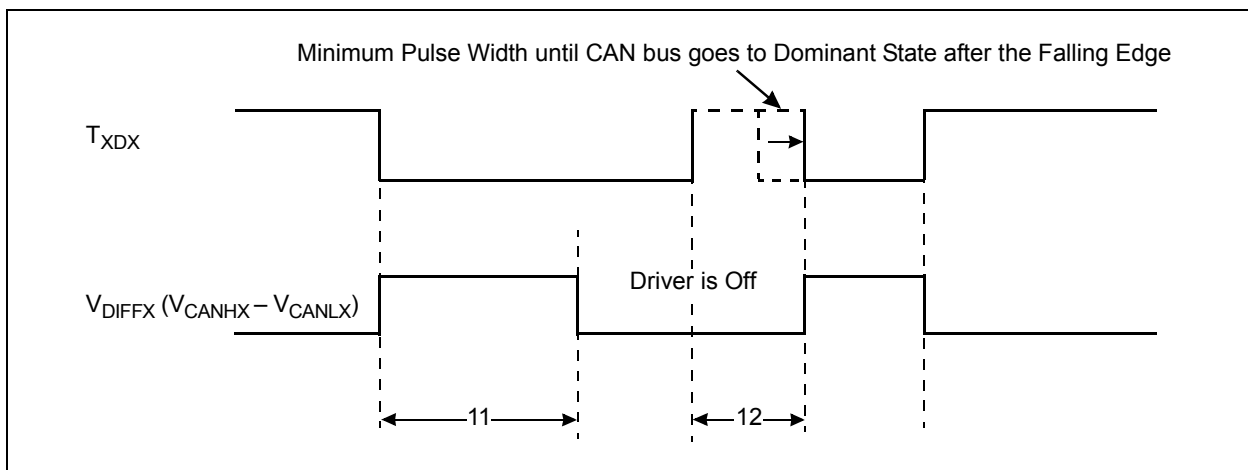 Minimum Pulse Width until CAN bus goes to Dominant State after the Falling Edge
TXDX
Driver is Off
VDIFFX (VCANHX – VCANLX)
11
12